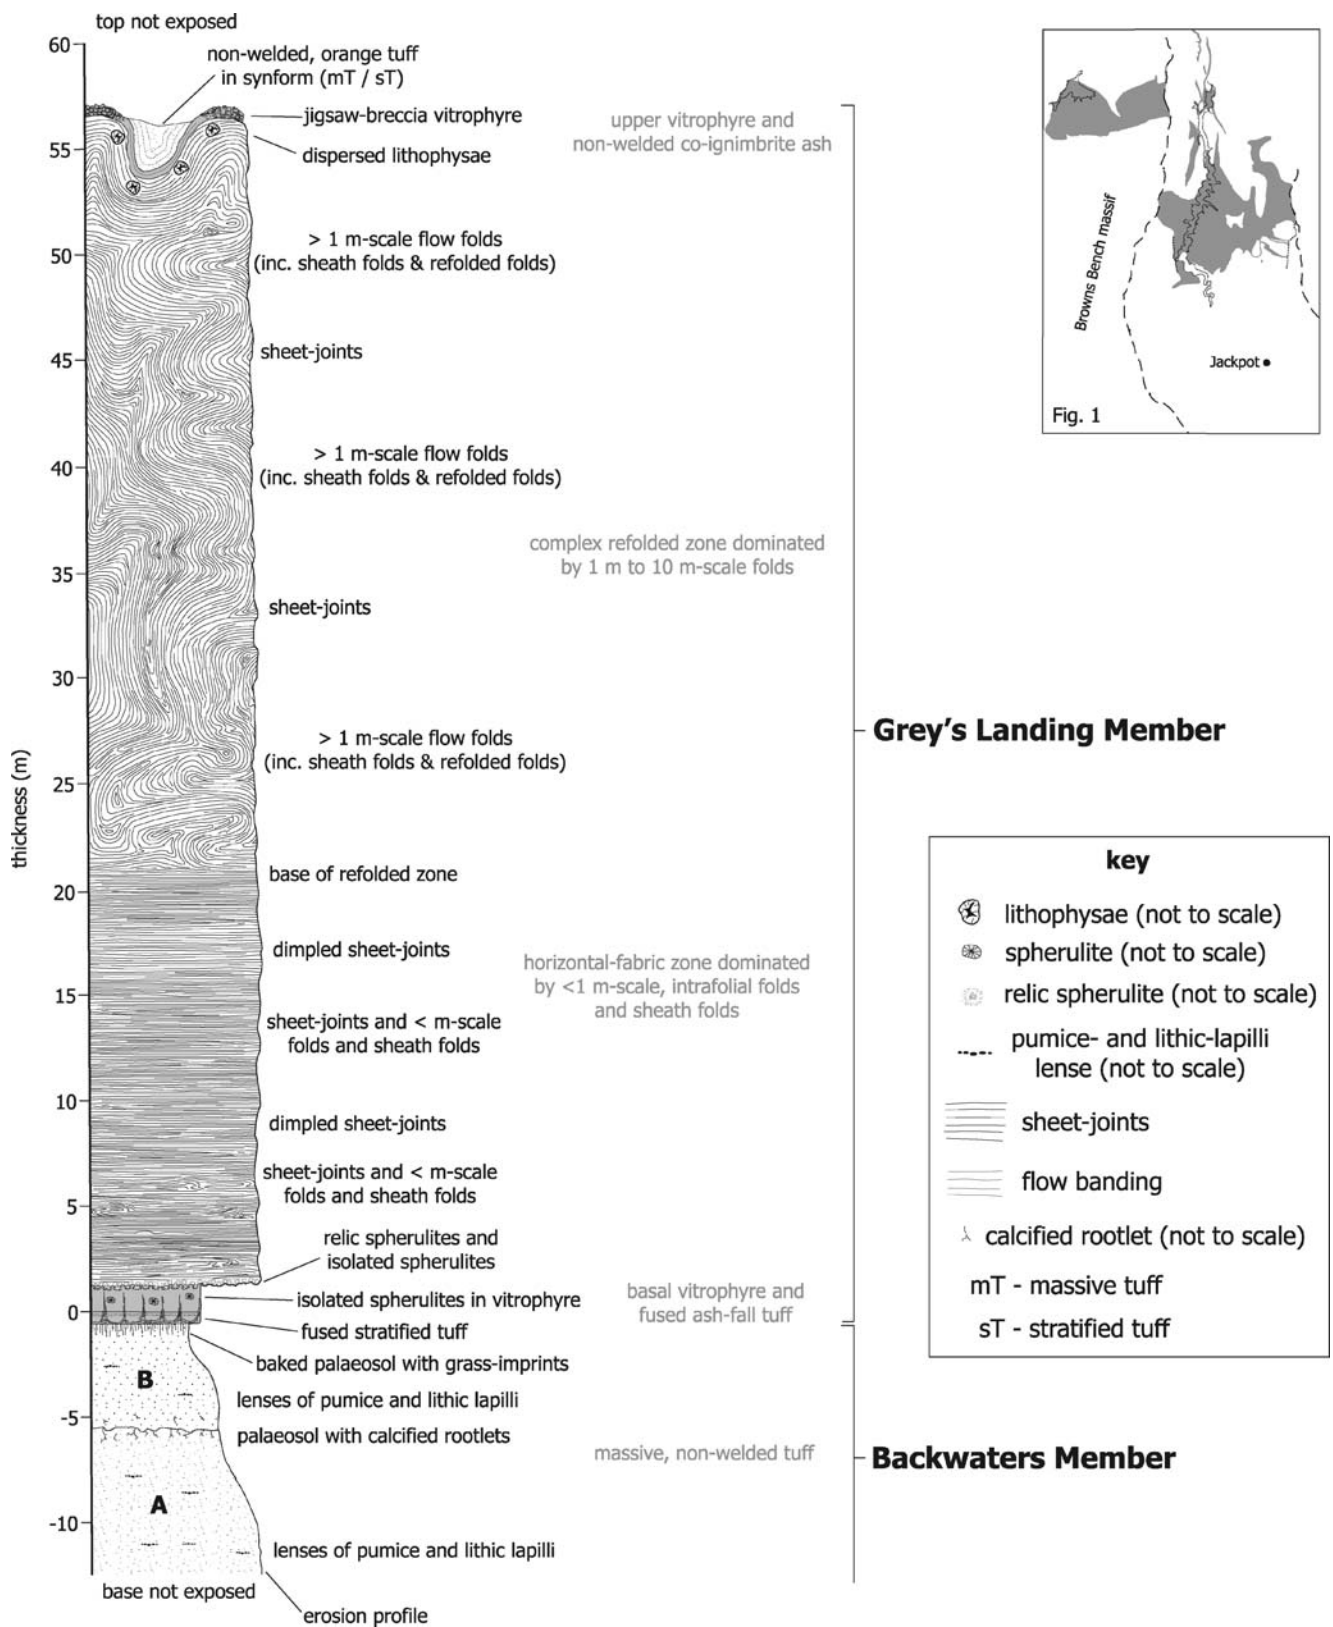 top not exposed
60
non-welded, orange tuff
in synform (mT / sT)
jigsaw-breccia vitrophyre
upper vitrophyre and
non-welded co-ignimbrite ash
55
dispersed lithophysae
50
> 1 m-scale flow folds
(inc. sheath folds & refolded folds)
45
sheet-joints
40
> 1 m-scale flow folds
(inc. sheath folds & refolded folds)
complex refolded zone dominated
by 1 m to 10 m-scale folds
35
sheet-joints
30
Grey's Landing Member
thickness (m)
> 1 m-scale flow folds
(inc. sheath folds & refolded folds)
25
base of refolded zone
20
dimpled sheet-joints
horizontal-fabric zone dominated
by <1 m-scale, intrafolial folds
and sheath folds
15
sheet-joints and < m-scale
folds and sheath folds
10
dimpled sheet-joints
sheet-joints and < m-scale
folds and sheath folds
5
relic spherulites and
isolated spherulites
isolated spherulites in vitrophyre
basal vitrophyre and
fused ash-fall tuff
0
fused stratified tuff
baked palaeosol with grass-imprints
B
lenses of pumice and lithic lapilli
-5
palaeosol with calcified rootlets
massive, non-welded tuff
Backwaters Member
A
-10
lenses of pumice and lithic lapilli
base not exposed
erosion profile
Browns Bench massif
Jackpot
Fig. 1
key
lithophysae (not to scale)
spherulite (not to scale)
relic spherulite (not to scale)
pumice- and lithic-lapilli
lense (not to scale)
sheet-joints
flow banding
calcified rootlet (not to scale)
mT - massive tuff
sT - stratified tuff